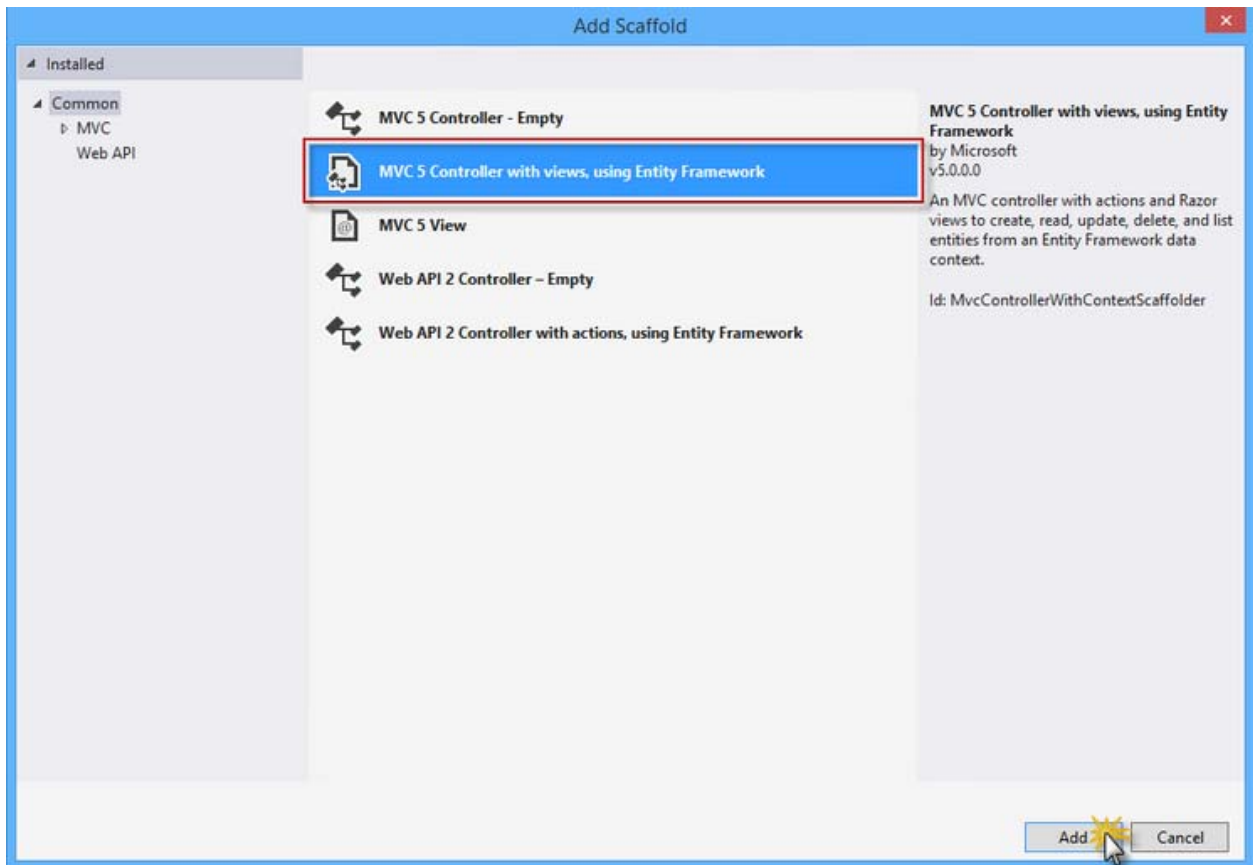 Add Scaffold
Installed
Common
MVC
Web API
MVC 5 Controller - Empty
MVC 5 Controller with views, using Entity Framework
MVC 5 View
Web API 2 Controller – Empty
Web API 2 Controller with actions, using Entity Framework
MVC 5 Controller with views, using Entity
Framework
by Microsoft
v5.0.0.0
An MVC controller with actions and Razor
views to create, read, update, delete, and list
entities from an Entity Framework data
context.
Id: MvcControllerWithContextScaffolder
Add
Cancel